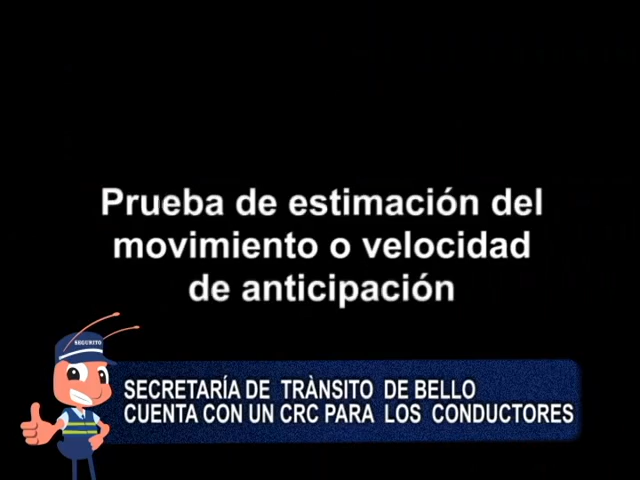 Prueba de estimación del
movimiento o velocidad
de anticipación
SEGURITO
SECRETARÍA DE TRÀNSITO DE BELLO
CUENTA CON UN CRC PARA LOS CONDUCTORES